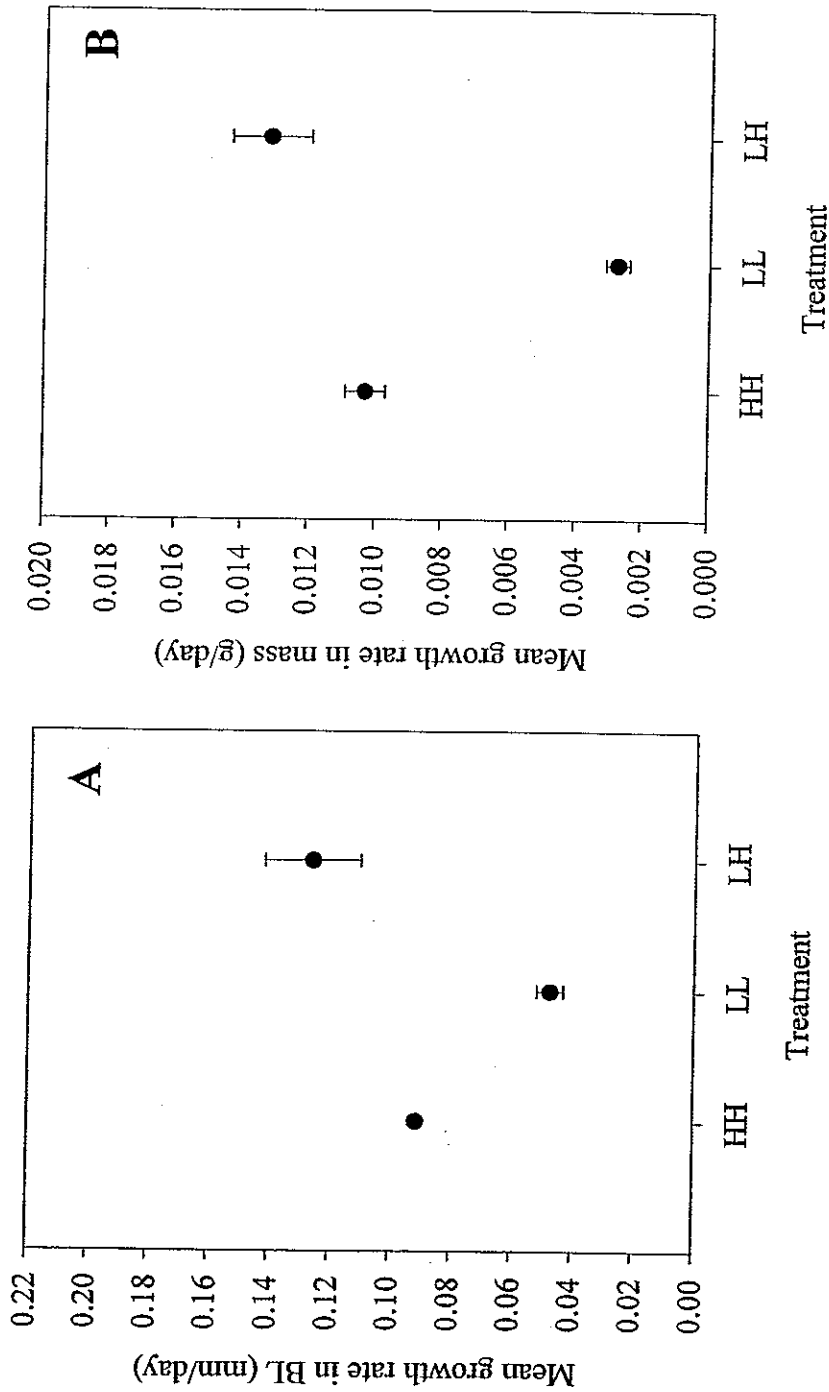 A
Mean growth rate in BL (mm/day)
0.22
0.20
0.18
0.16
0.14
0.12
0.10
0.08
0.06
0.04
0.02
0.00
HH
LL
LH
Treatment
B
Mean growth rate in mass (g/day)
0.020
0.018
0.016
0.014
0.012
0.010
0.008
0.006
0.004
0.002
0.000
HH
LL
LH
Treatment